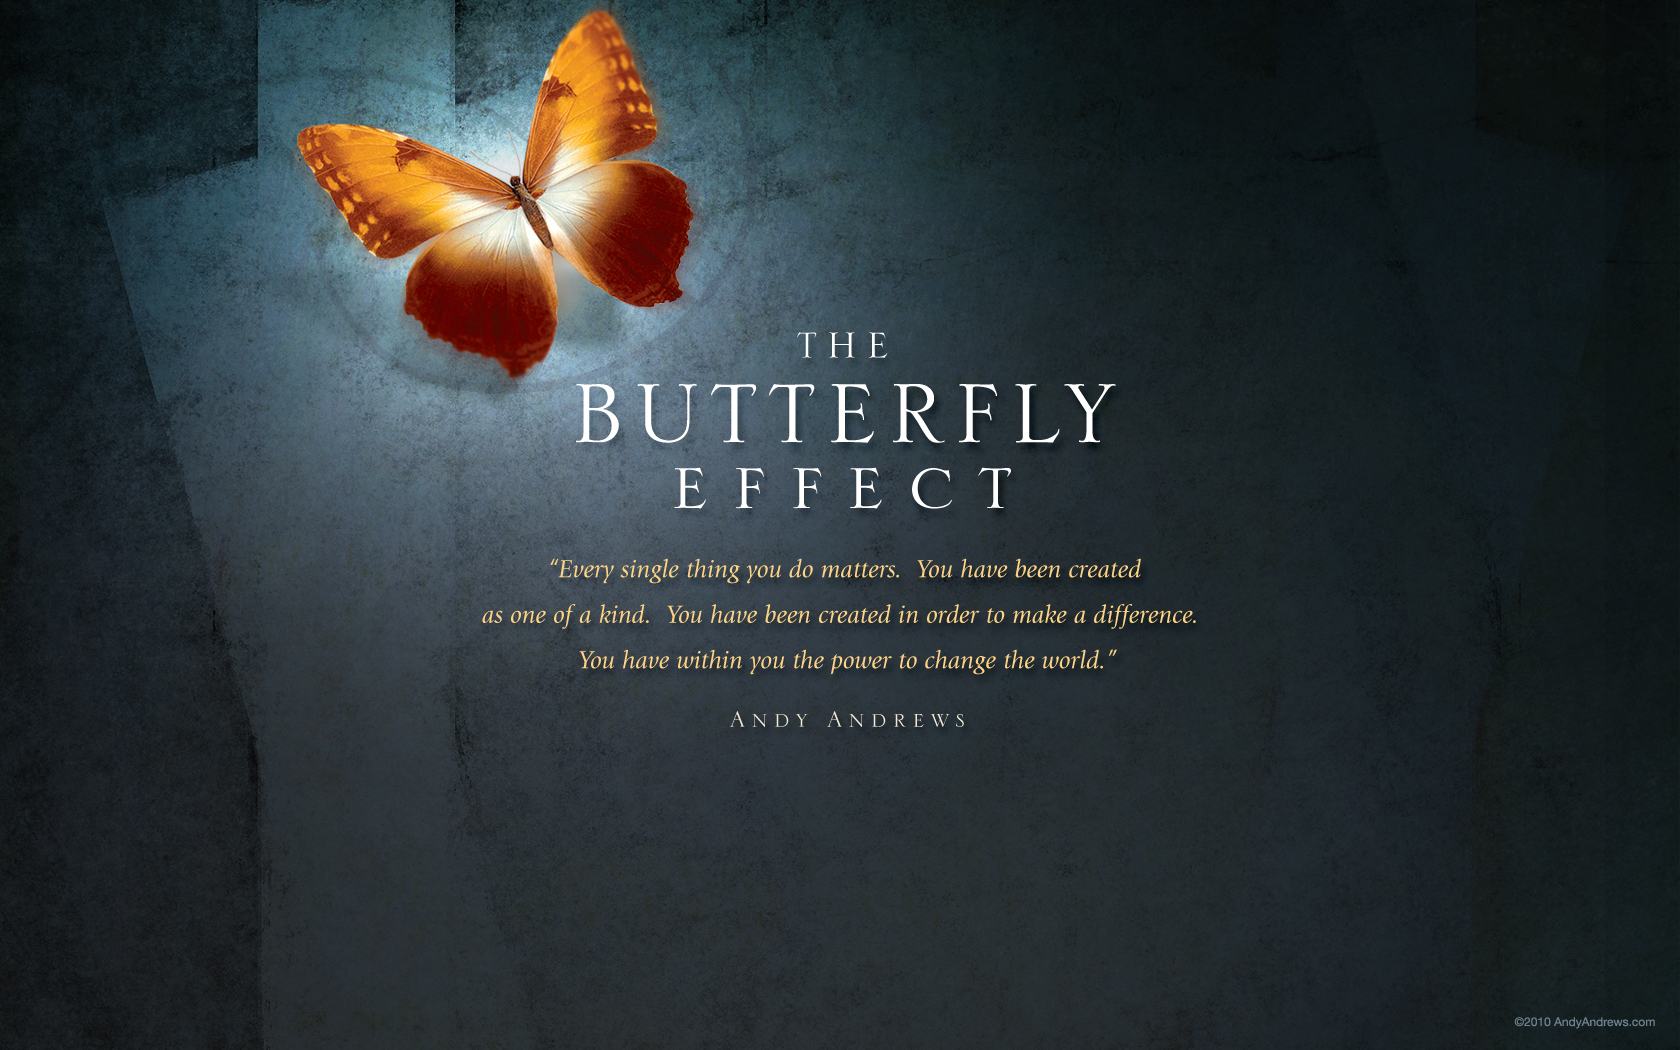 THE
BUTTERFLY
EFFECT
“Every single thing you do matters.  You have been created
as one of a kind.  You have been created in order to make a difference.
You have within you the power to change the world.”
ANDY ANDREWS
©2010 AndyAndrews.com